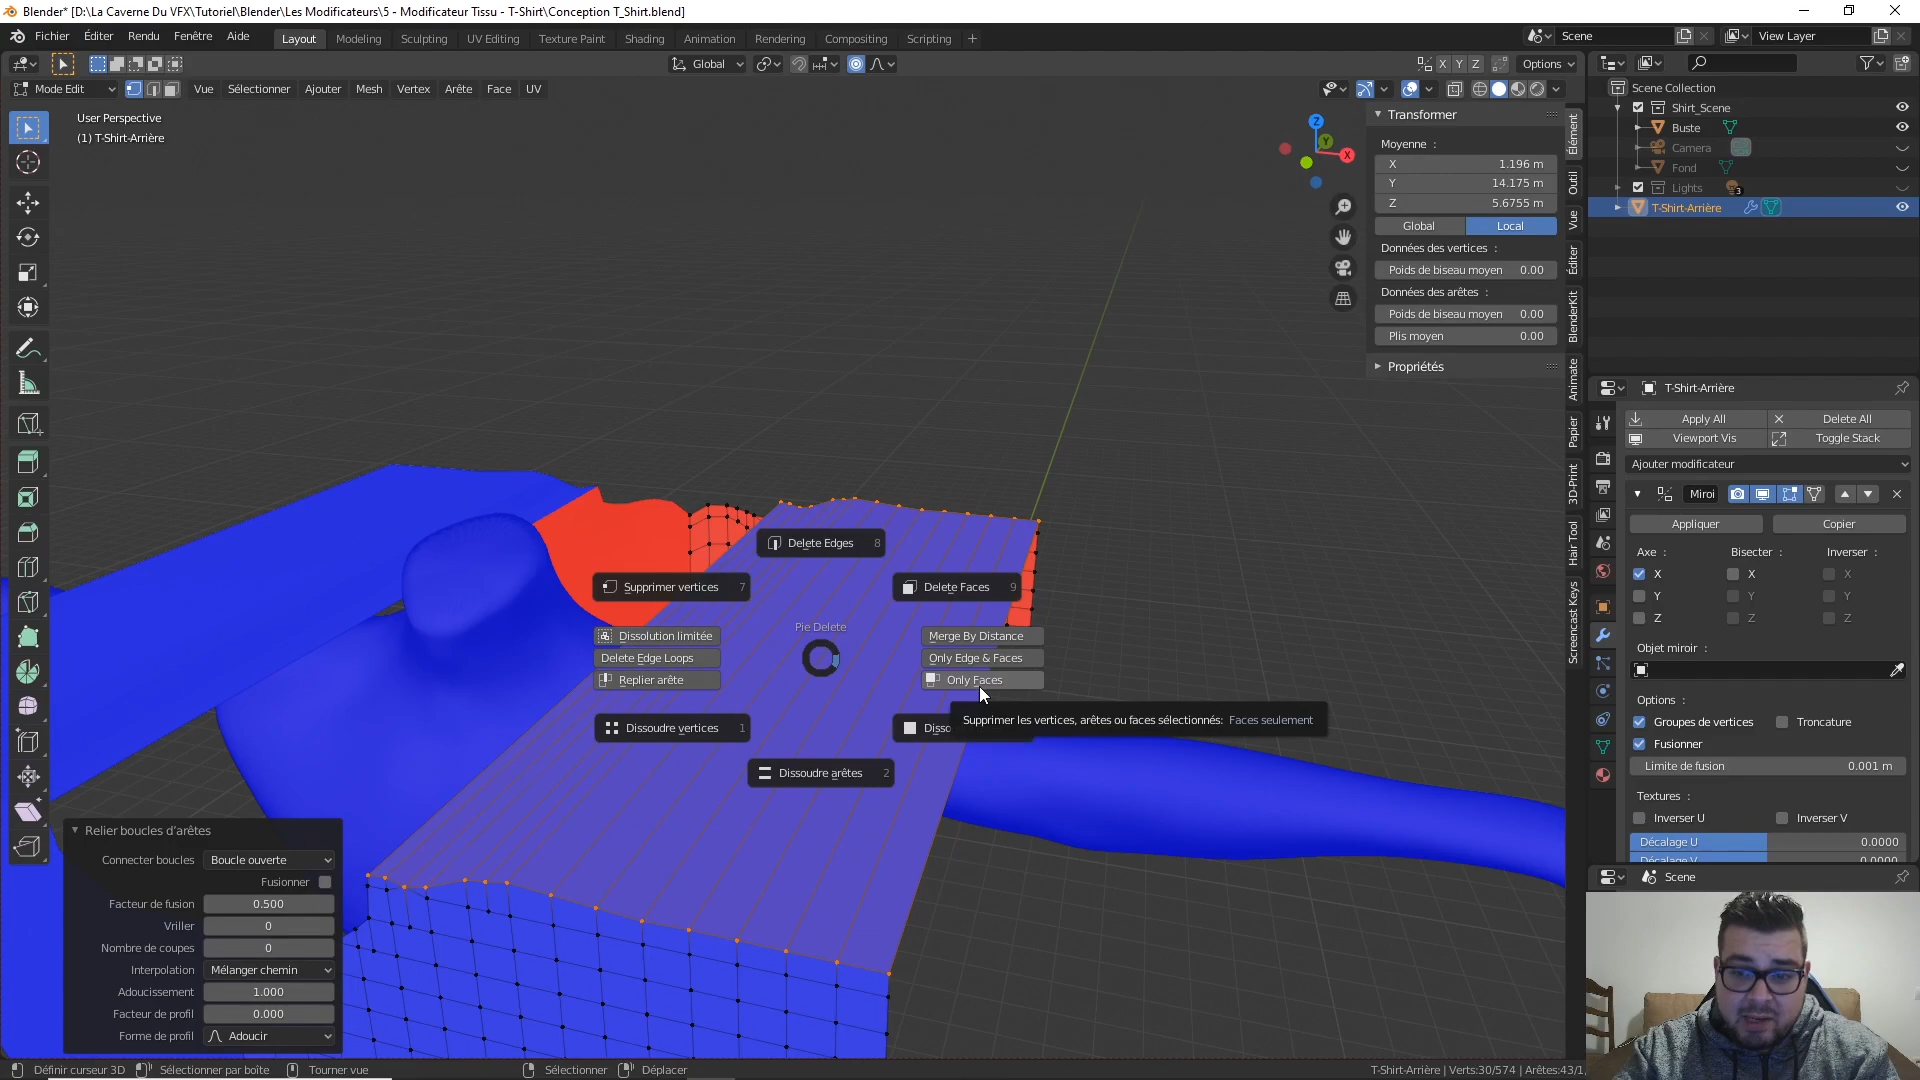 Blender* [D:\La Caverne Du VFX\Tutoriel\Blender\Les Modificateurs\5 - Modificateur Tissu - T-Shirt\Conception T_Shirt.blend]
Fichier Éditer Rendu Fenêtre Aide Layout Modeling Sculpting UV Editing Texture Paint Shading Animation Rendering Compositing Scripting + Scene View Layer
Global X Y Z Options
Mode Edit Vue Sélectionner Ajouter Mesh Vertex Arête Face UV
User Perspective
(1) T-Shirt-Arrière
Z
Y
X
Transformer
Moyenne :
X 1.196 m
Y 14.175 m
Z 5.6755 m
Global Local
Données des vertices :
Poids de biseau moyen 0.00
Données des arêtes :
Poids de biseau moyen 0.00
Plis moyen 0.00
Propriétés
Élément
Outil
Vue
Éditer
BlenderKit
Animate
Papier
3D-Print
Hair Tool
Screencast Keys
Scene Collection
Shirt_Scene
Buste
Camera
Fond
Lights 3
T-Shirt-Arrière
T-Shirt-Arrière
Apply All Delete All
Viewport Vis Toggle Stack
Ajouter modificateur
Miroi
Appliquer Copier
Axe : Bisecter : Inverser :
X X X
Y Y Y
Z Z Z
Objet miroir :
Options :
Groupes de vertices Troncature
Fusionner
Limite de fusion 0.001 m
Textures :
Inverser U Inverser V
Décalage U 0.0000
Décalage V 0.0000
Scene
Delete Edges 8
Supprimer vertices 7
Delete Faces 9
Pie Delete
Dissolution limitée
Merge By Distance
Delete Edge Loops
Only Edge & Faces
Replier arête
Only Faces
Supprimer les vertices, arêtes ou faces sélectionnés: Faces seulement
Dissoudre vertices 1
Disso
Dissoudre arêtes 2
Relier boucles d'arêtes
Connecter boucles Boucle ouverte
Fusionner
Facteur de fusion 0.500
Vriller 0
Nombre de coupes 0
Interpolation Mélanger chemin
Adoucissement 1.000
Facteur de profil 0.000
Forme de profil Adoucir
Définir curseur 3D Sélectionner par boîte Tourner vue Sélectionner Déplacer T-Shirt-Arrière | Verts:30/574 | Arêtes:43/1,